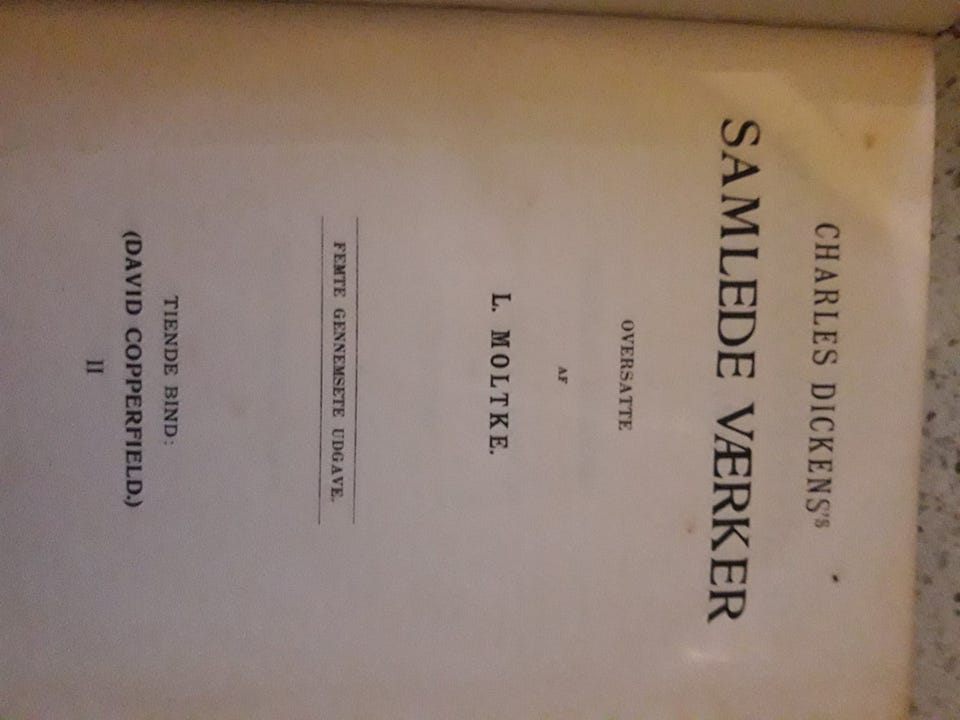 CHARLES DICKENS's
SAMLEDE VÆRKER
OVERSATTE
AF
L. MOLTKE.
FEMTE GENNEMSETE UDGAVE.
TIENDE BIND:
(DAVID COPPERFIELD.)
II